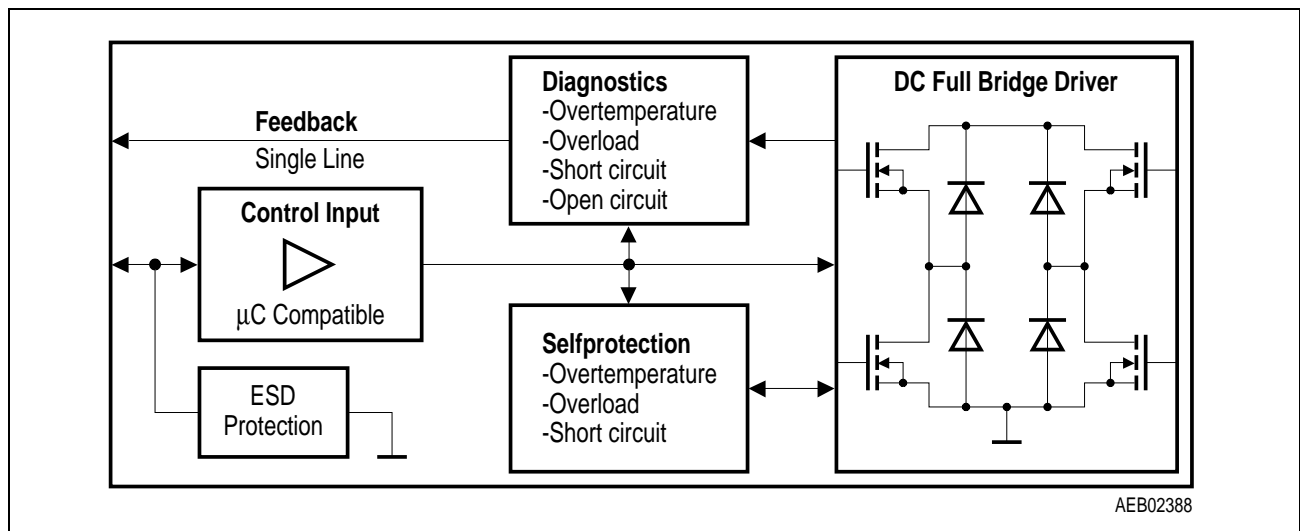 Feedback
Single Line
Control Input
µC Compatible
ESD
Protection
Diagnostics
-Overtemperature
-Overload
-Short circuit
-Open circuit
Selfprotection
-Overtemperature
-Overload
-Short circuit
DC Full Bridge Driver
AEB02388